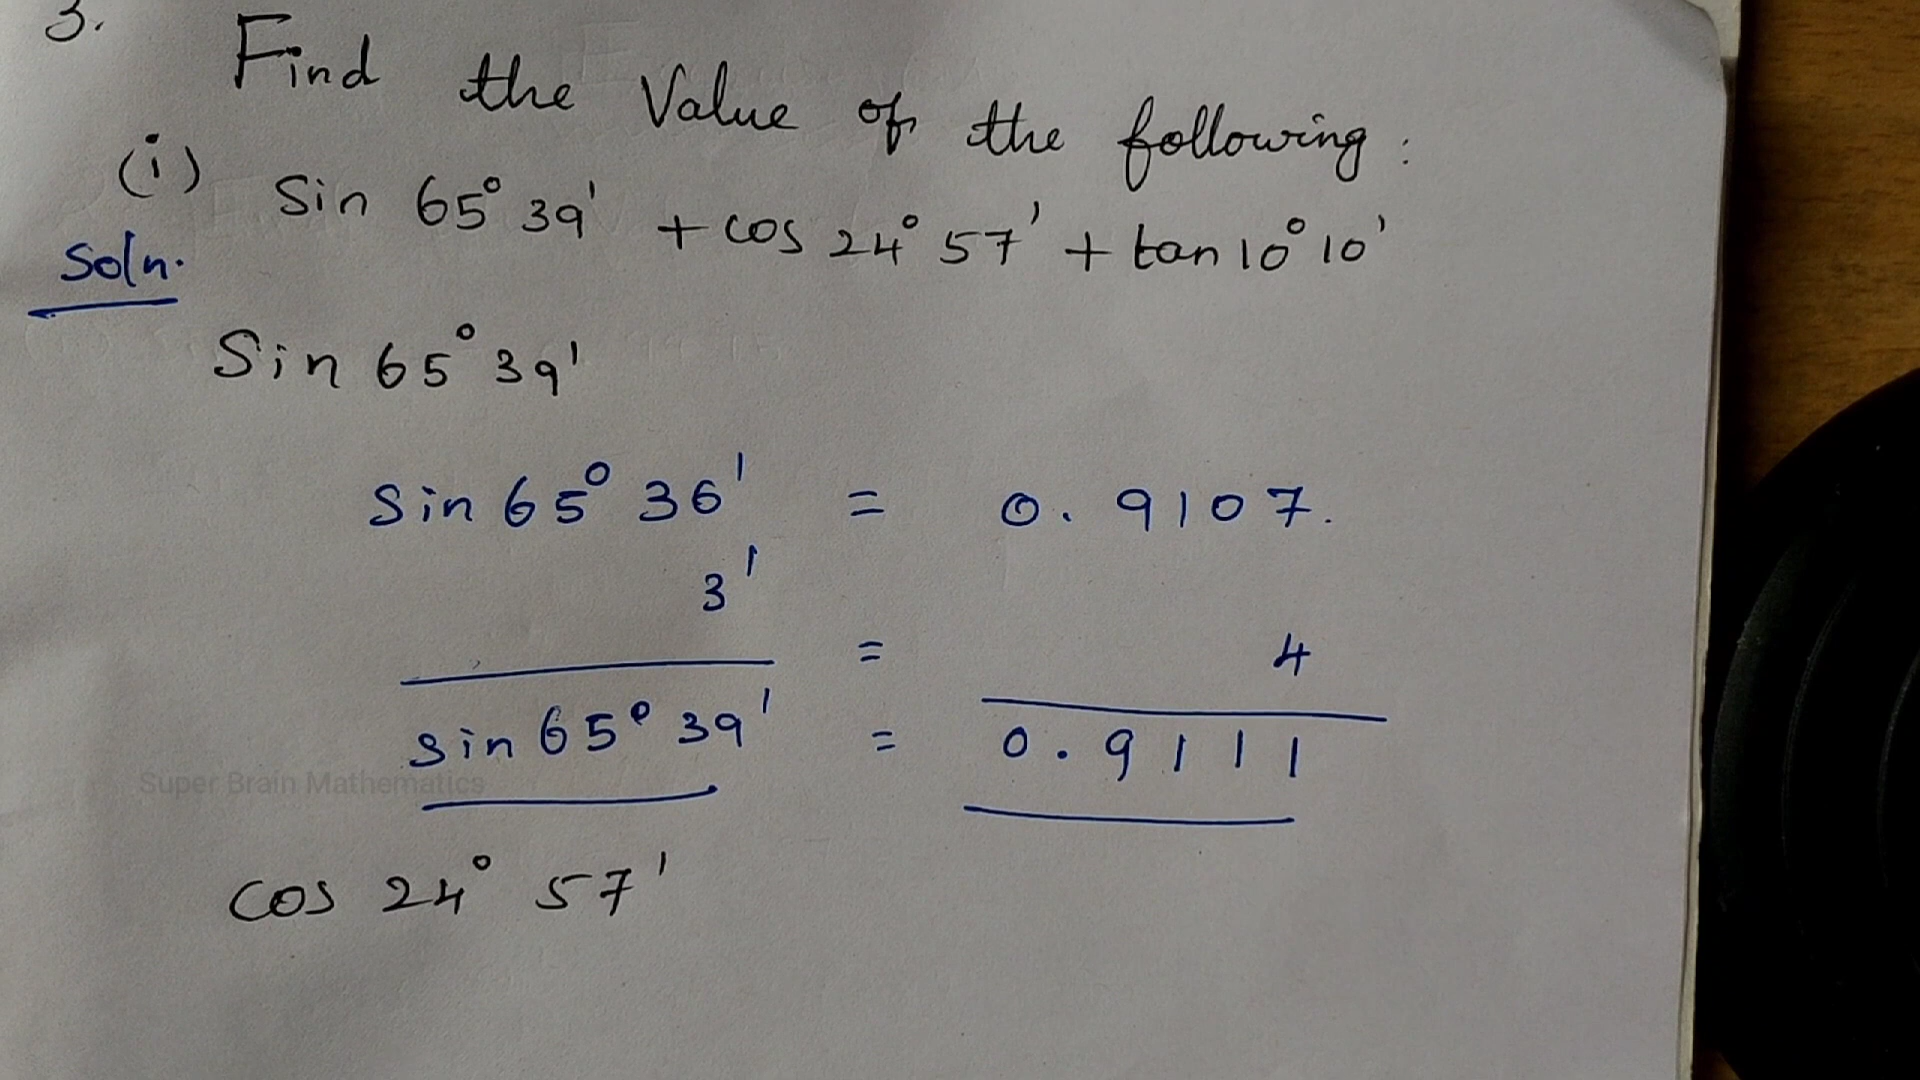 3. Find the Value of the following :
(i) Sin 65° 39' + cos 24° 57' + tan 10° 10'
Soln.
Sin 65° 39'
Sin 65° 36' = 0.9107.
3' = 4
sin 65° 39' = 0.9111
Super Brain Mathematics
cos 24° 57'